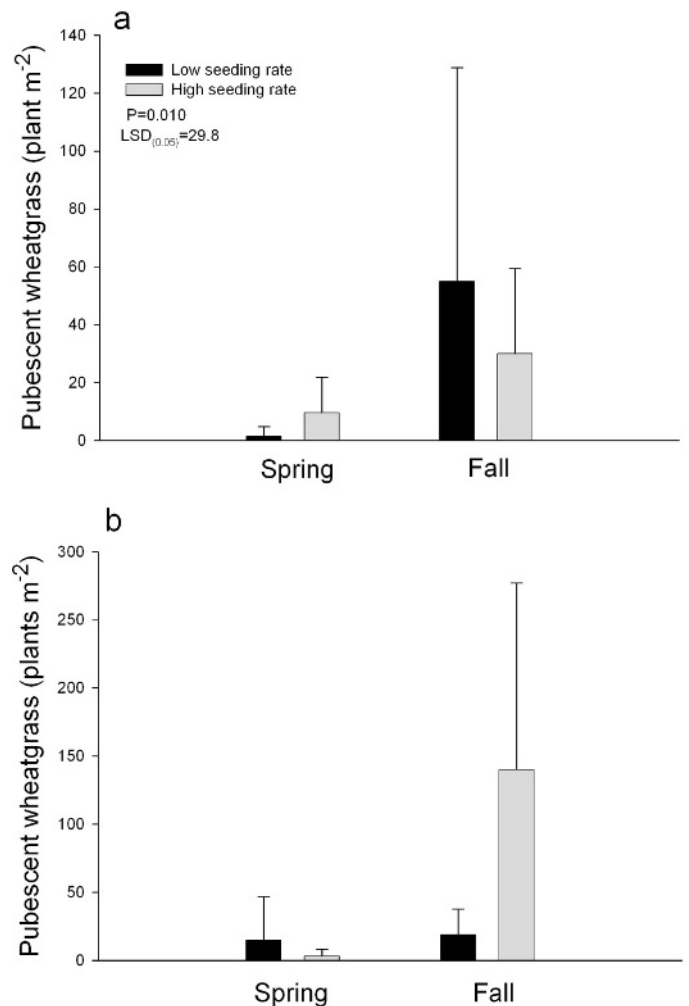 a
Pubescent wheatgrass (plant m-2)
140
120
100
80
60
40
20
0
Low seeding rate
High seeding rate
P=0.010
LSD(0.05)=29.8
Spring Fall
b
Pubescent wheatgrass (plants m-2)
300
250
200
150
100
50
0
Spring Fall